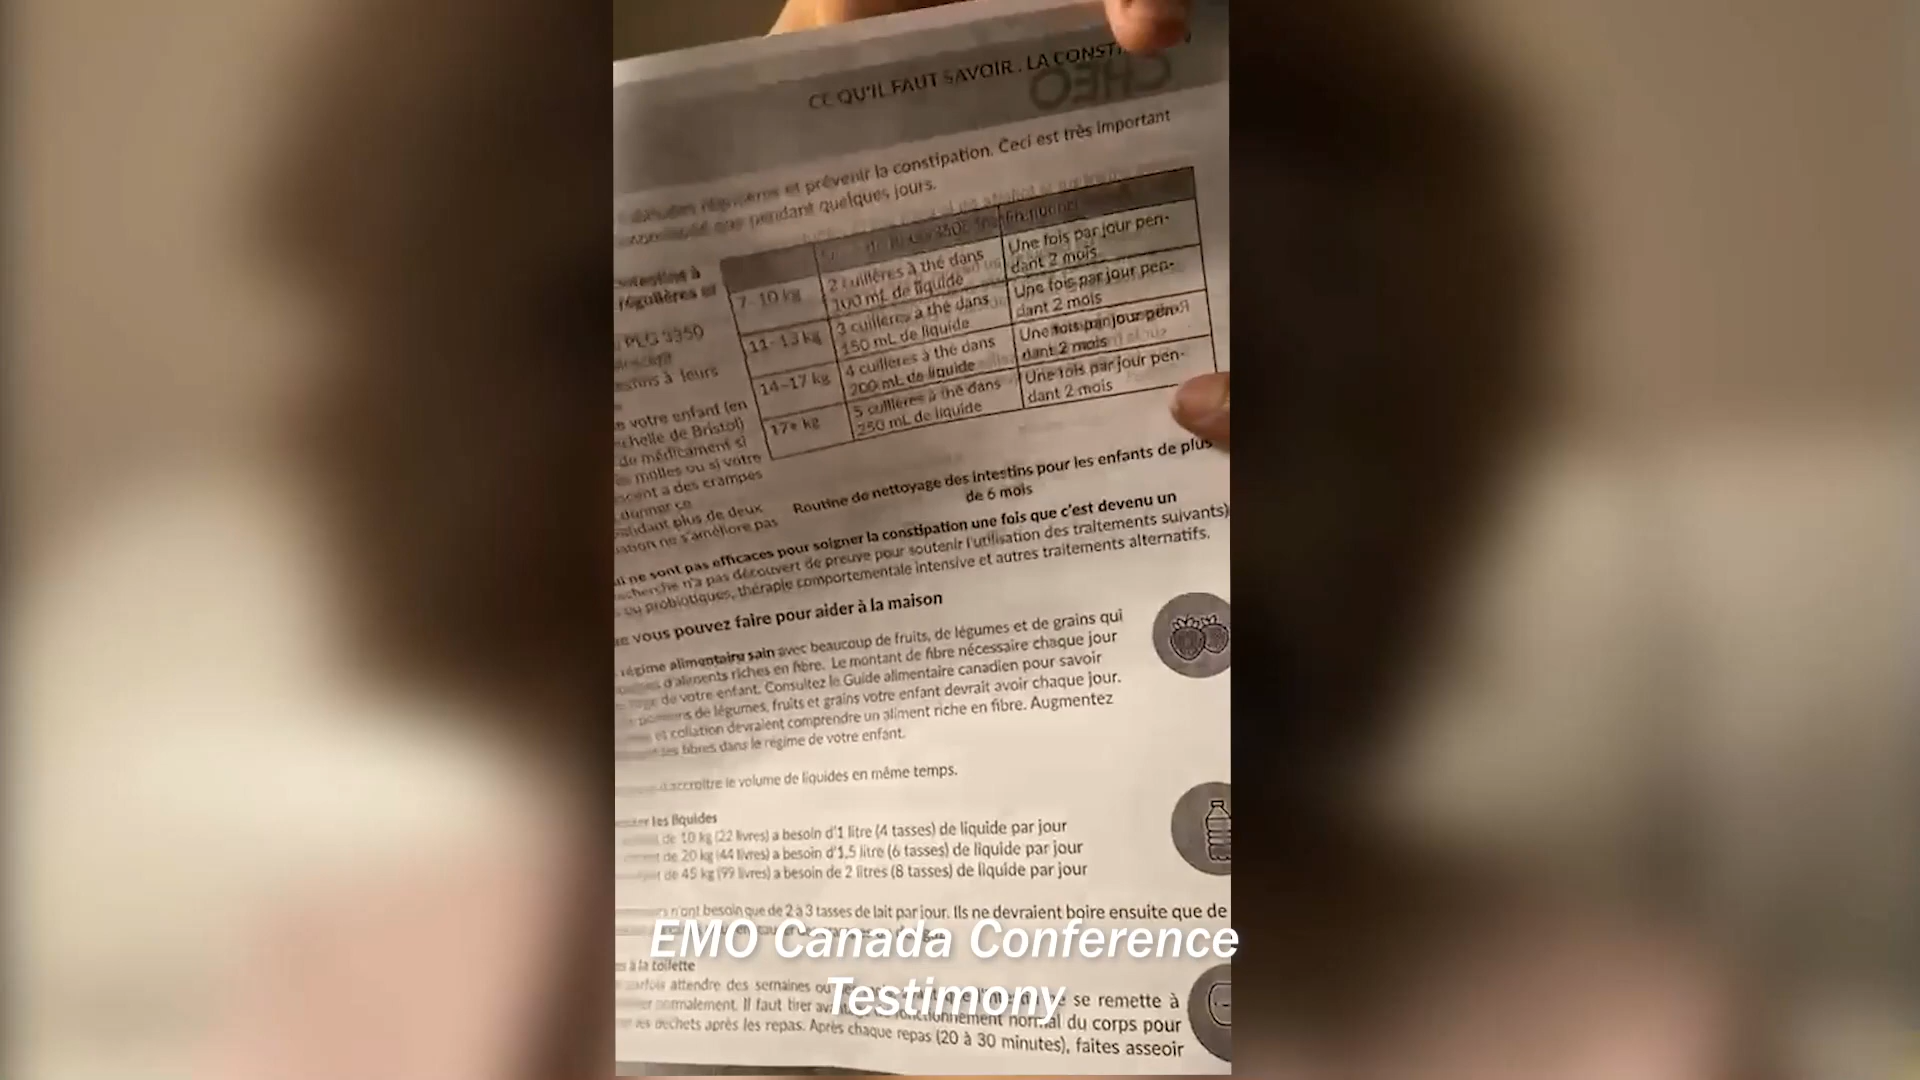 CE QU'IL FAUT SAVOIR : LA
CHEO
et prévenir la constipation. Ceci est très important
pendant quelques jours.
7-10 kg
2 cuillères à thé dans
100 mL de liquide
Une fois par jour pen-
dant 2 mois
11-13 kg
3 cuillères à thé dans
150 mL de liquide
Une fois par jour pen-
dant 2 mois
14-17 kg
4 cuillères à thé dans
200 mL de liquide
Une fois par jour pen-
dant 2 mois
17+ kg
5 cuillères à thé dans
250 mL de liquide
Une fois par jour pen-
dant 2 mois
à
régulières et
PEG 3350
à leurs
votre enfant (en
de Bristol)
de médicament si
molles ou si votre
a des crampes
donner ce
plus de deux
ne s'améliore pas
Routine de nettoyage des intestins pour les enfants de plus
de 6 mois
ne sont pas efficaces pour soigner la constipation une fois que c'est devenu un
n'a pas découvert de preuve pour soutenir l'utilisation des traitements suivants)
ou probiotiques, thérapie comportementale intensive et autres traitements alternatifs.
vous pouvez faire pour aider à la maison
régime alimentaire sain avec beaucoup de fruits, de légumes et de grains qui
d'aliments riches en fibre. Le montant de fibre nécessaire chaque jour
de votre enfant. Consultez le Guide alimentaire canadien pour savoir
de légumes, fruits et grains votre enfant devrait avoir chaque jour.
et collation devraient comprendre un aliment riche en fibre. Augmentez
les fibres dans le régime de votre enfant.
d'accroître le volume de liquides en même temps.
les liquides
de 10 kg (22 livres) a besoin d'1 litre (4 tasses) de liquide par jour
de 20 kg (44 livres) a besoin d'1,5 litre (6 tasses) de liquide par jour
de 45 kg (99 livres) a besoin de 2 litres (8 tasses) de liquide par jour
n'ont besoin que de 2 à 3 tasses de lait par jour. Ils ne devraient boire ensuite que de
EMO Canada Conference
Testimony
à la toilette
parfois attendre des semaines ou se remette à
normalement. Il faut tirer fonctionnement normal du corps pour
les déchets après les repas. Après chaque repas (20 à 30 minutes), faites asseoir